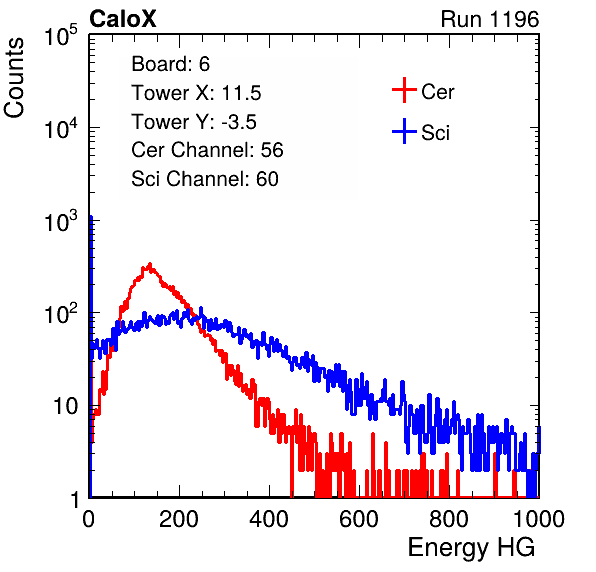 CaloX Run 1196
Counts
10^5
10^4
10^3
10^2
10
1
Board: 6
Tower X: 11.5
Tower Y: -3.5
Cer Channel: 56
Sci Channel: 60
Cer
Sci
0 200 400 600 800 1000
Energy HG